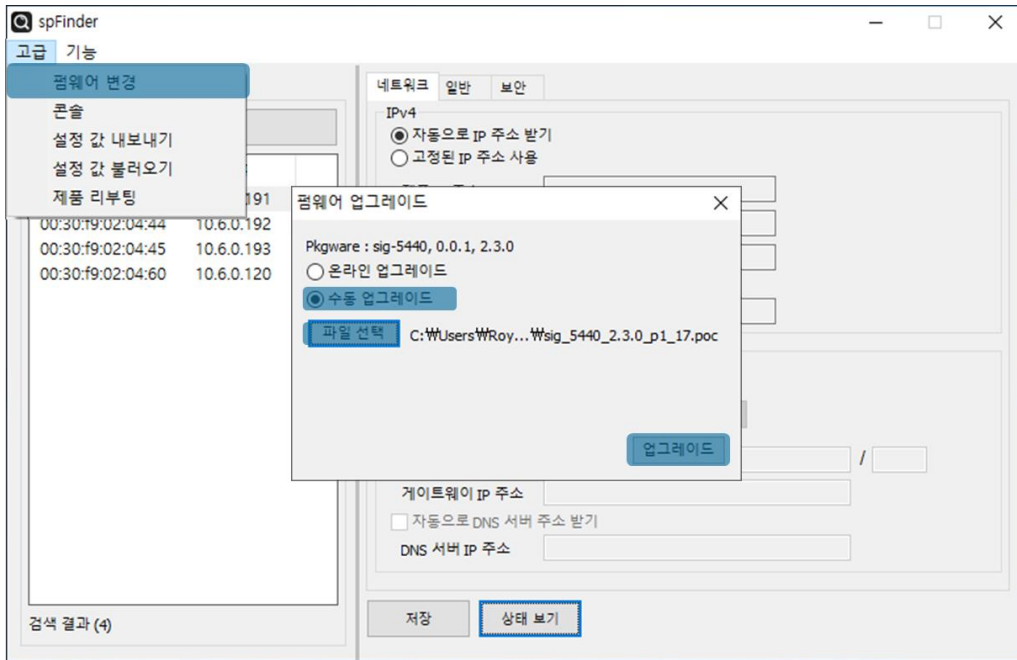 spFinder
고급 기능
펌웨어 변경
콘솔
설정 값 내보내기
설정 값 불러오기
제품 리부팅
191
00:30:f9:02:04:44 10.6.0.192
00:30:f9:02:04:45 10.6.0.193
00:30:f9:02:04:60 10.6.0.120
검색 결과 (4)
네트워크 일반 보안
IPv4
자동으로 IP 주소 받기
고정된 IP 주소 사용
펌웨어 업그레이드
Pkgware : sig-5440, 0.0.1, 2.3.0
온라인 업그레이드
수동 업그레이드
파일 선택 C:₩Users₩Roy...₩sig_5440_2.3.0_p1_17.poc
업그레이드
/
게이트웨이 IP 주소
자동으로 DNS 서버 주소 받기
DNS 서버 IP 주소
저장 상태 보기